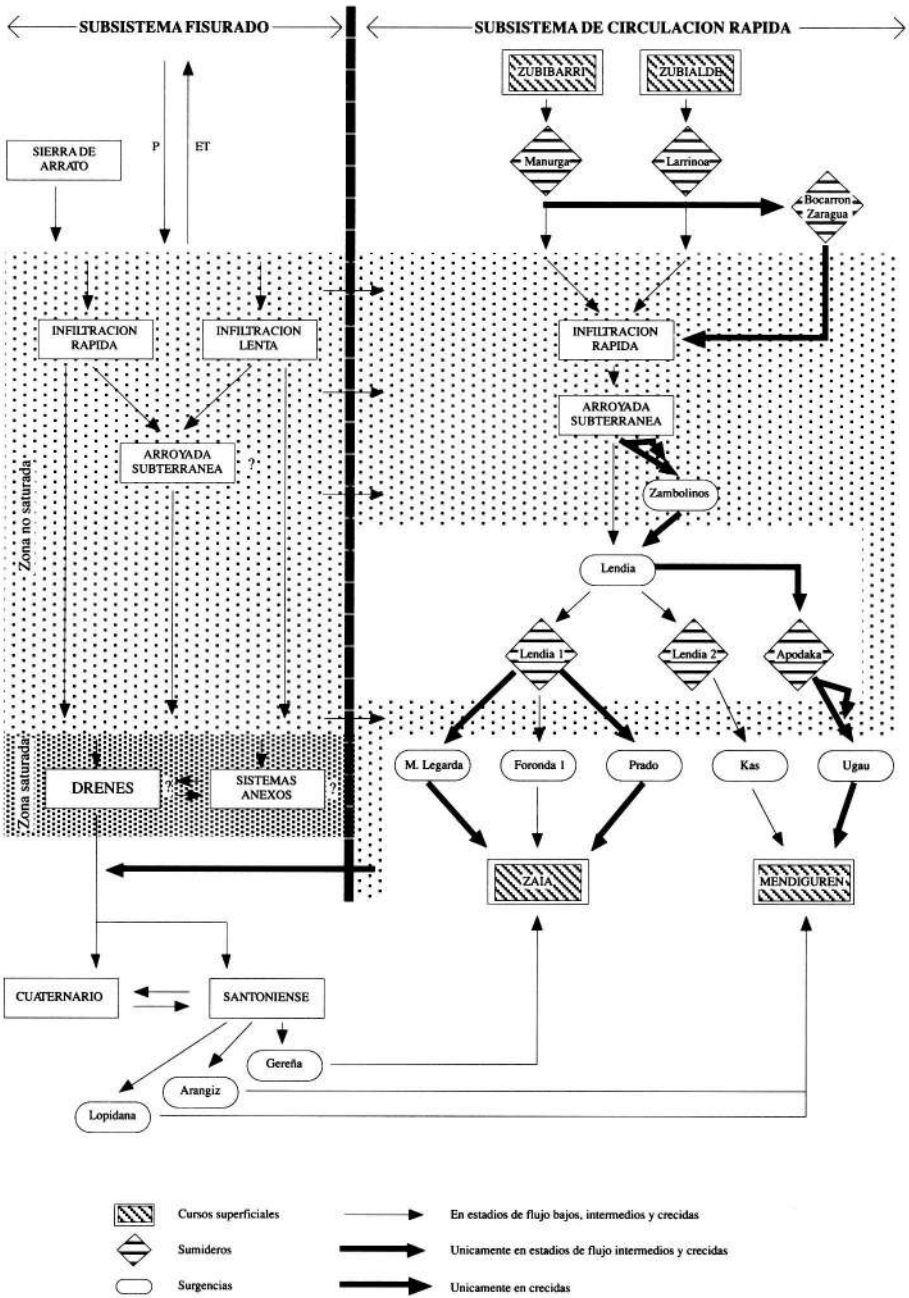 SUBSISTEMA FISURADO
SUBSISTEMA DE CIRCULACION RAPIDA
ZUBIBARRI
ZUBIALDE
SIERRA DE
ARRATO
P
ET
Manurga
Larrinoa
Bocarron
Zaragua
INFILTRACION
RAPIDA
INFILTRACION
LENTA
INFILTRACION
RAPIDA
ARROYADA
SUBTERRANEA
?
ARROYADA
SUBTERRANEA
Zambolinos
Zona no saturada
Lendia
Lendia 1
Lendia 2
Apodaka
Zona saturada
DRENES
?
SISTEMAS
ANEXOS
?
M. Legarda
Foronda 1
Prado
Kas
Ugau
ZAIA
MENDIGUREN
CUATERNARIO
SANTONIENSE
Gereña
Arangiz
Lopidana
Cursos superficiales
En estadios de flujo bajos, intermedios y crecidas
Sumideros
Unicamente en estadios de flujo intermedios y crecidas
Surgencias
Unicamente en crecidas